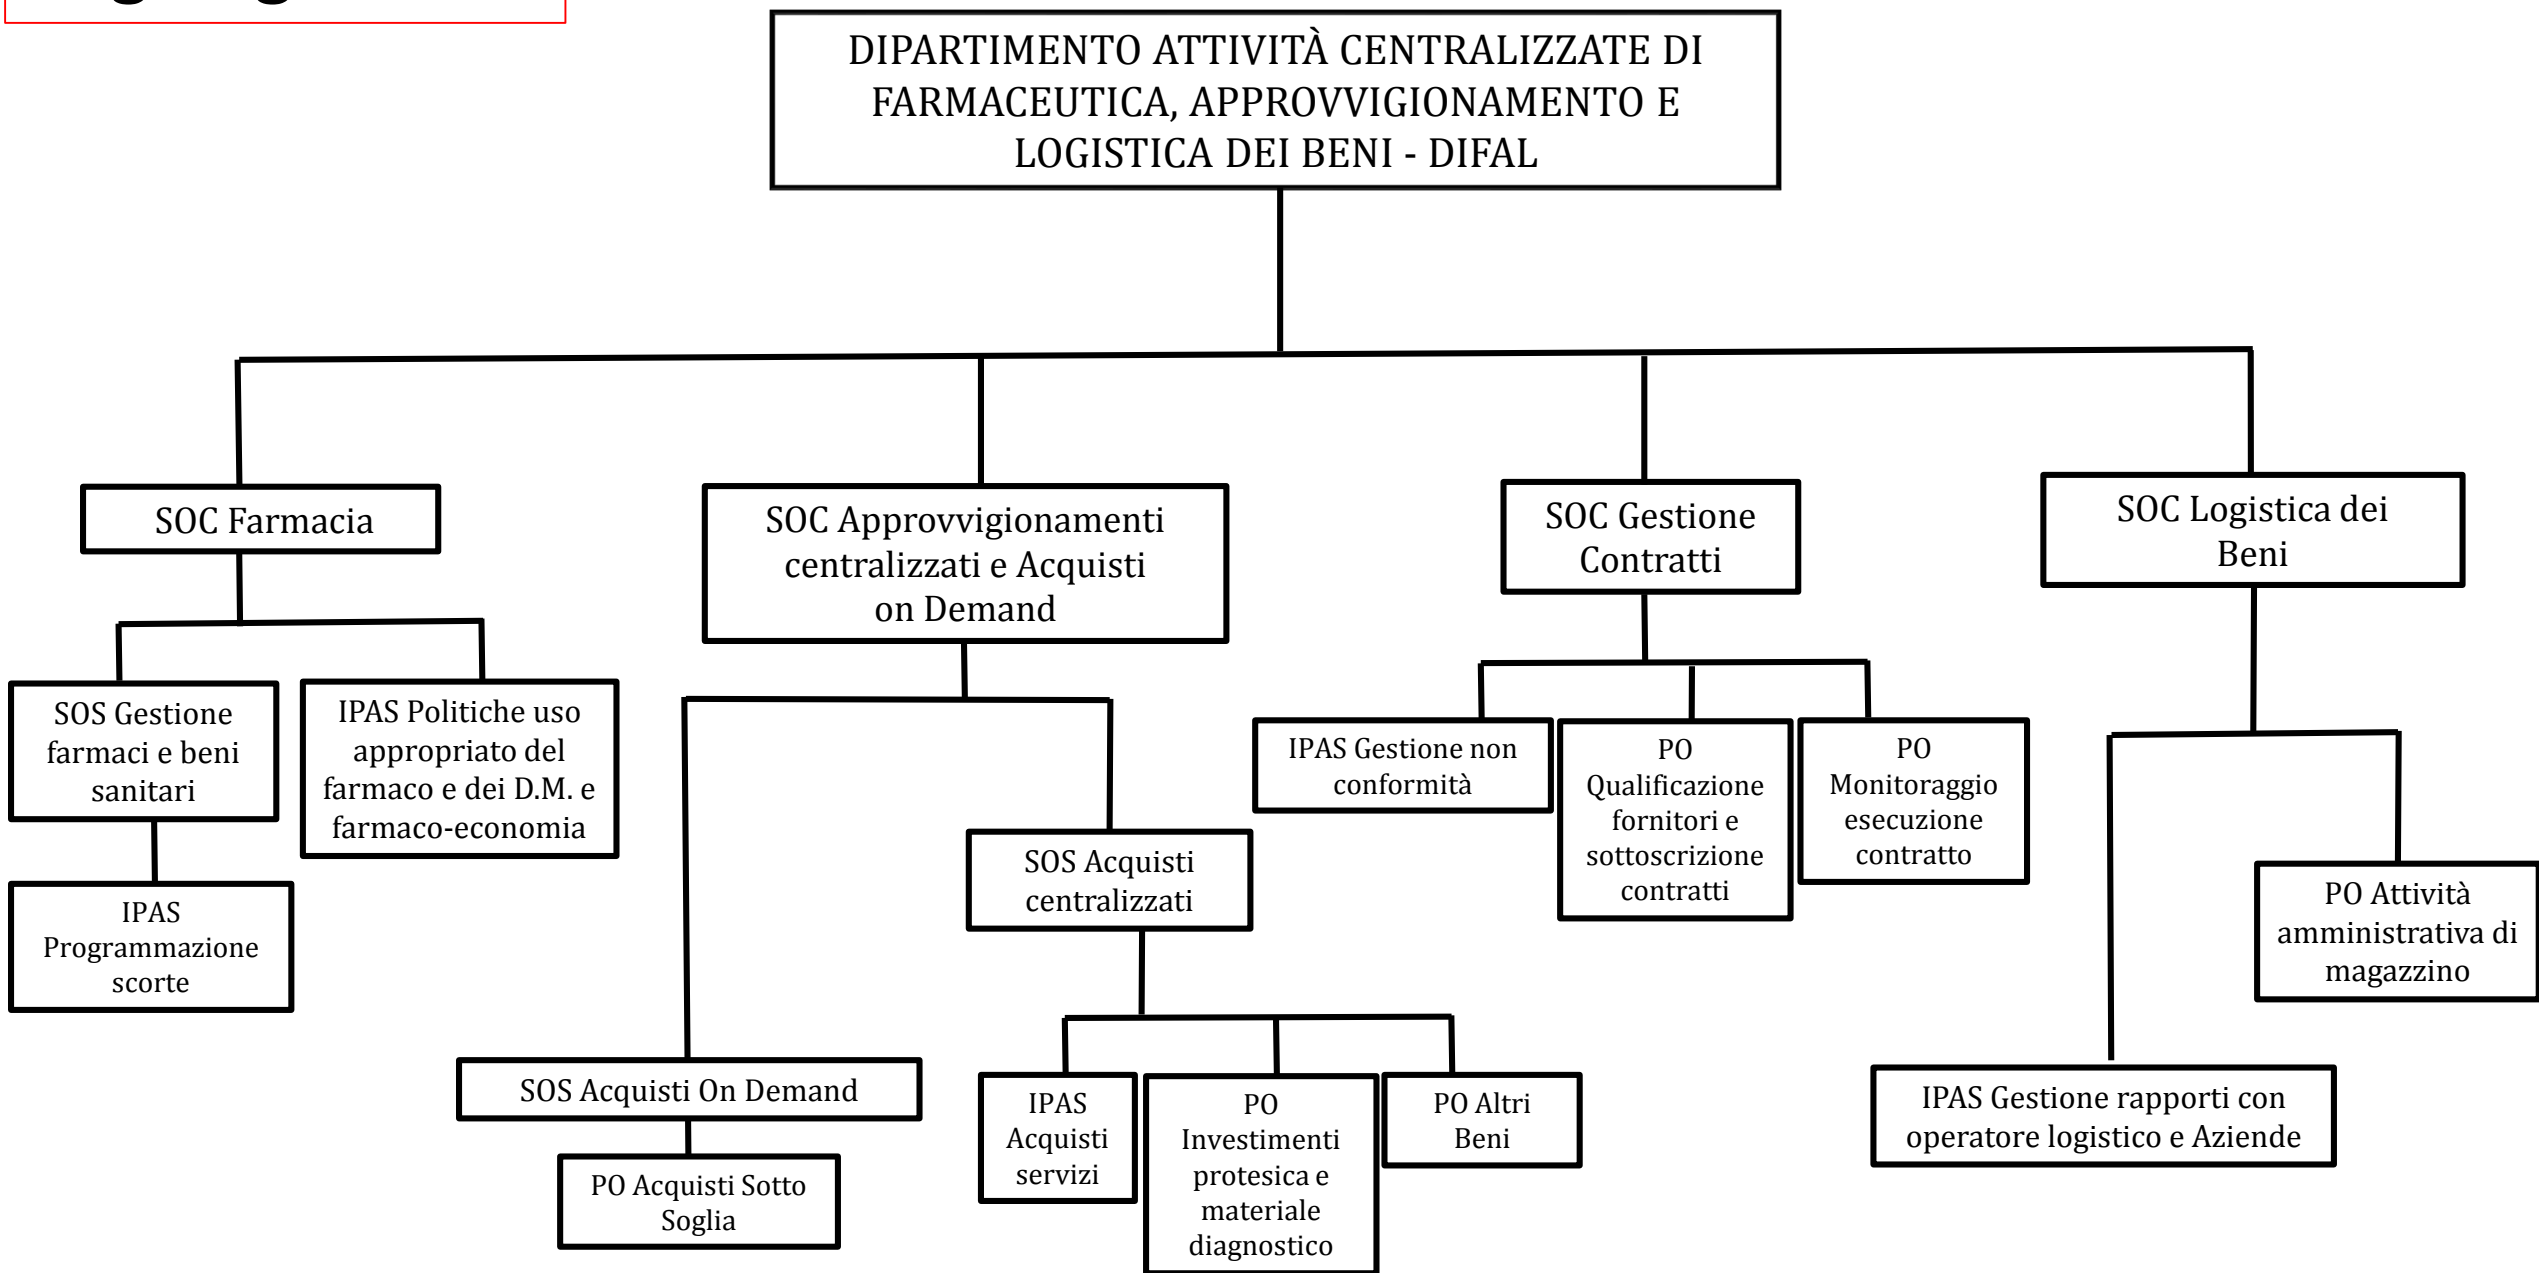 DIPARTIMENTO ATTIVITÀ CENTRALIZZATE DI
FARMACEUTICA, APPROVVIGIONAMENTO E
LOGISTICA DEI BENI - DIFAL
SOC Farmacia
SOC Approvvigionamenti
centralizzati e Acquisti
on Demand
SOC Gestione
Contratti
SOC Logistica dei
Beni
SOS Gestione
farmaci e beni
sanitari
IPAS Politiche uso
appropriato del
farmaco e dei D.M. e
farmaco-economia
IPAS
Programmazione
scorte
SOS Acquisti
centralizzati
IPAS Gestione non
conformità
PO
Qualificazione
fornitori e
sottoscrizione
contratti
PO
Monitoraggio
esecuzione
contratto
PO Attività
amministrativa di
magazzino
SOS Acquisti On Demand
PO Acquisti Sotto
Soglia
IPAS
Acquisti
servizi
PO
Investimenti
protesica e
materiale
diagnostico
PO Altri
Beni
IPAS Gestione rapporti con
operatore logistico e Aziende